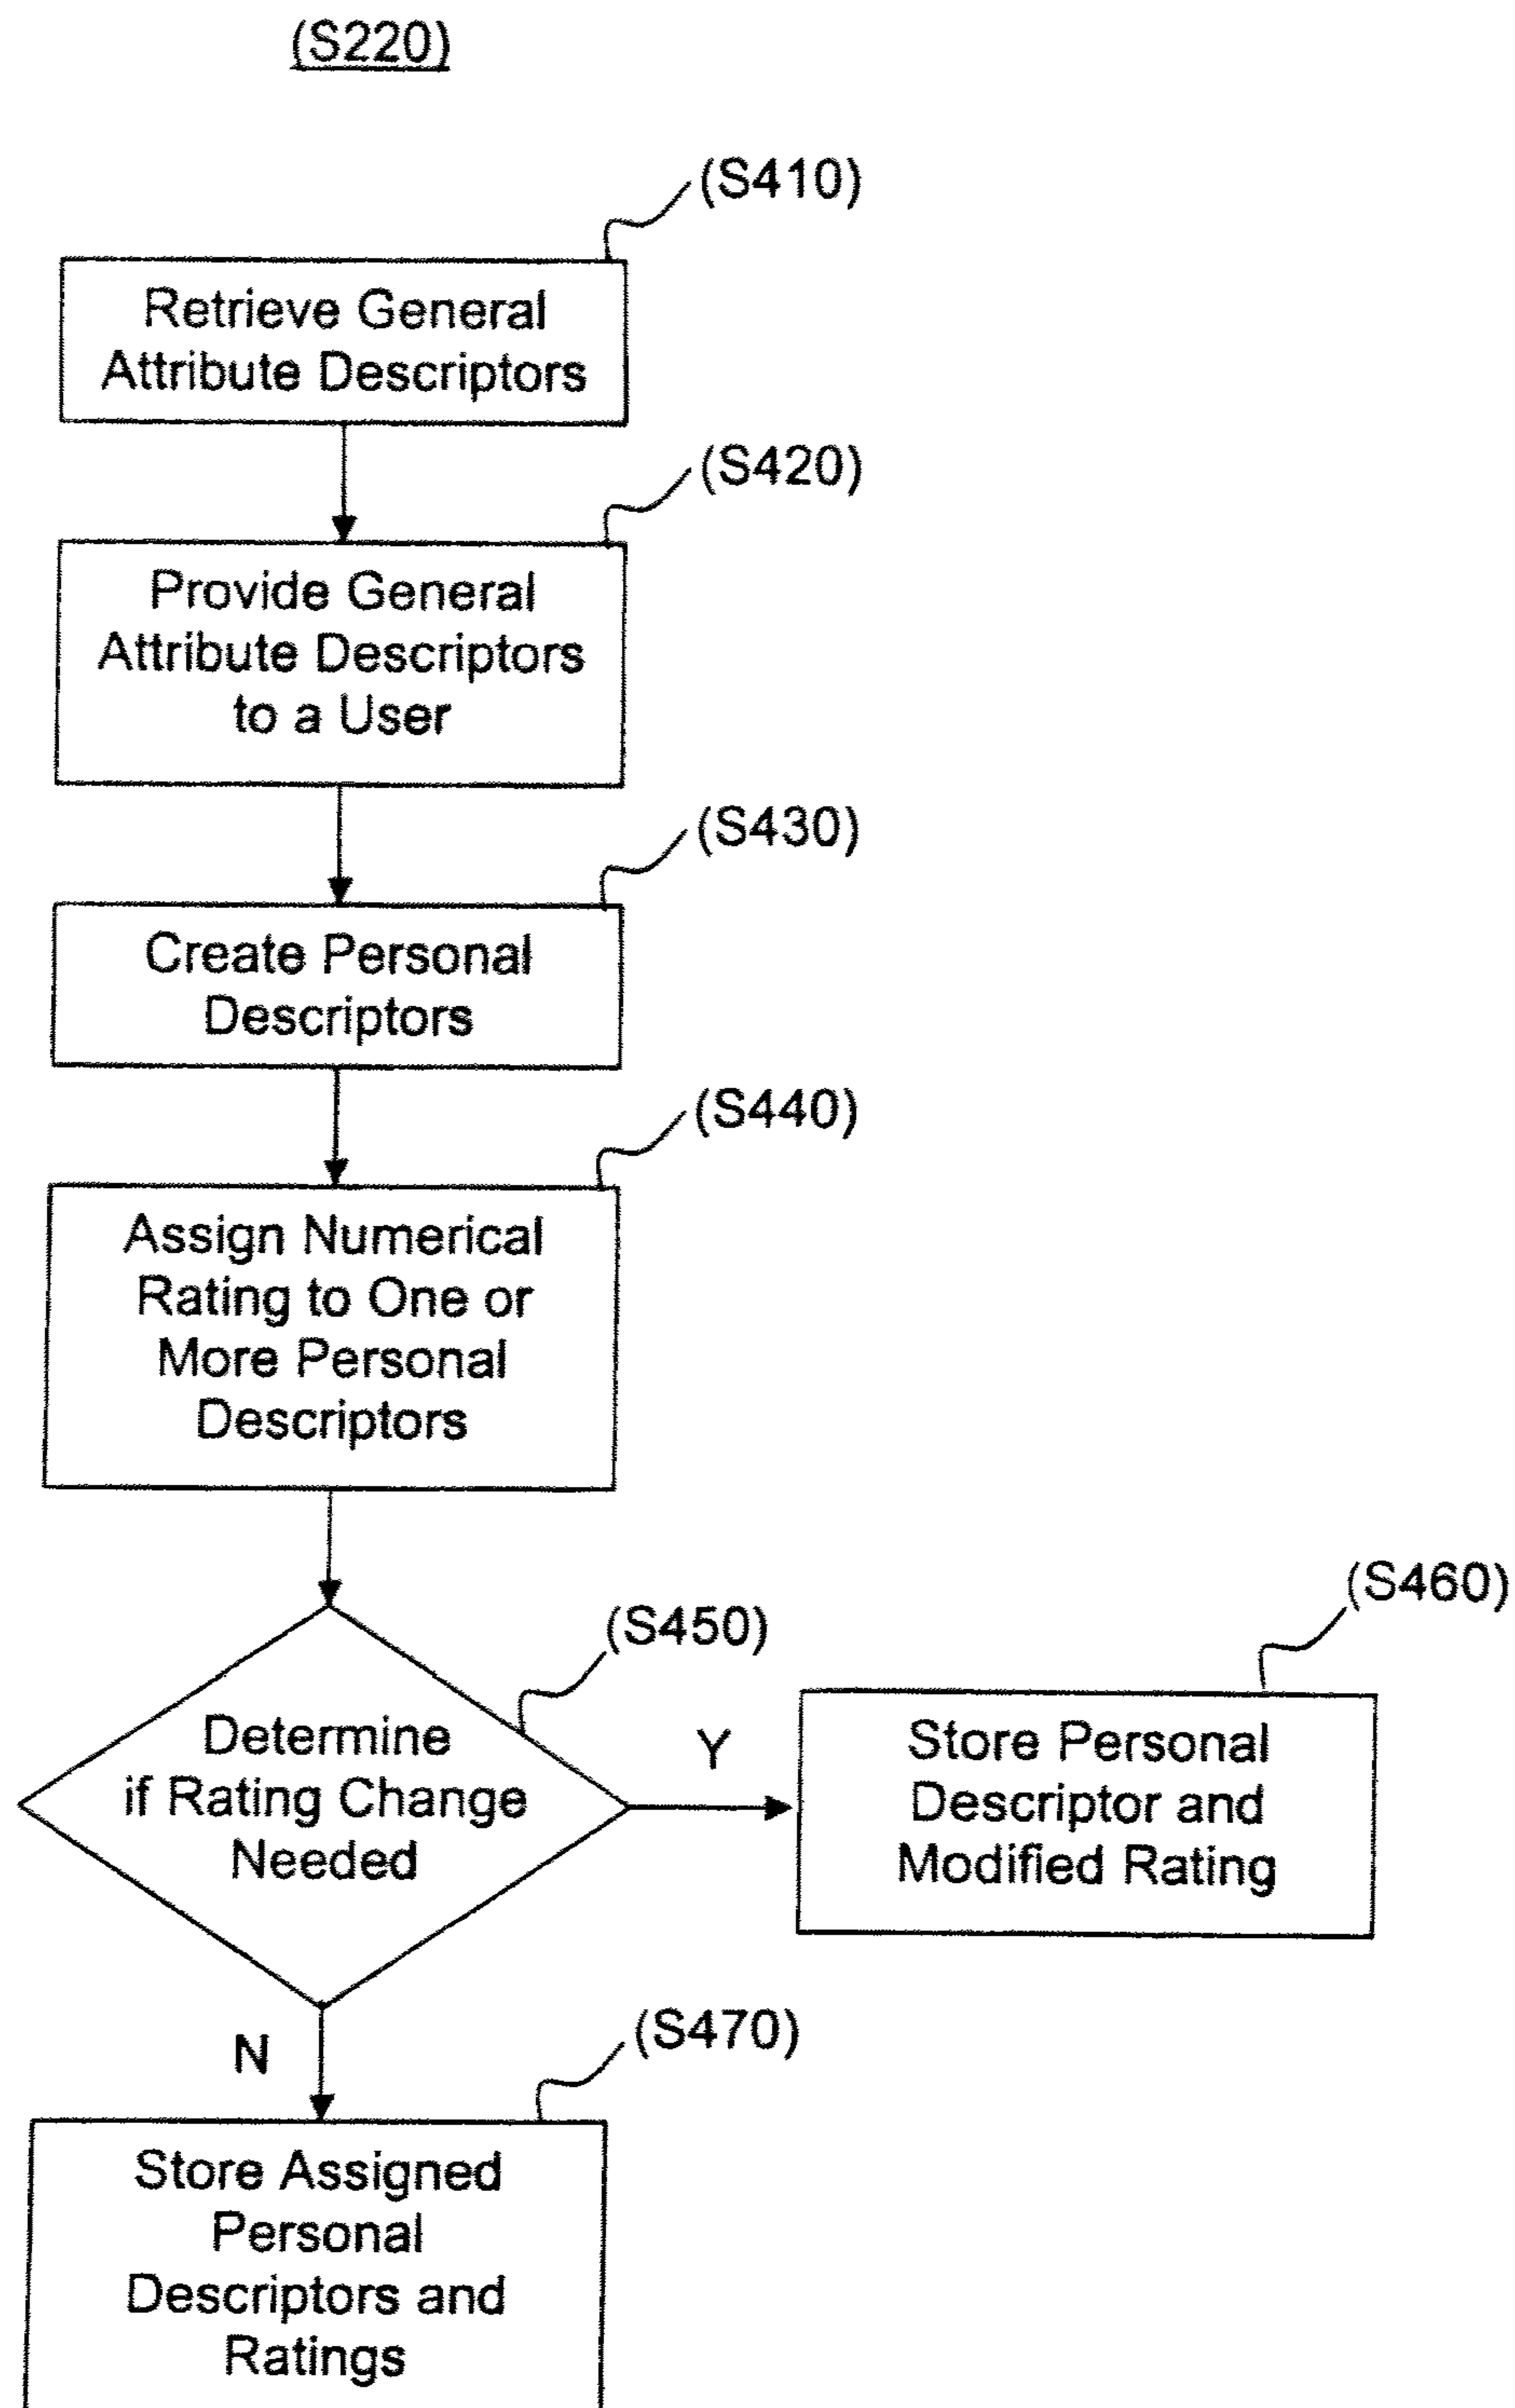 (S220)
(S410)
Retrieve General
Attribute Descriptors
(S420)
Provide General
Attribute Descriptors
to a User
(S430)
Create Personal
Descriptors
(S440)
Assign Numerical
Rating to One or
More Personal
Descriptors
(S450)
Determine
if Rating Change
Needed
Y
(S460)
Store Personal
Descriptor and
Modified Rating
N
(S470)
Store Assigned
Personal
Descriptors and
Ratings